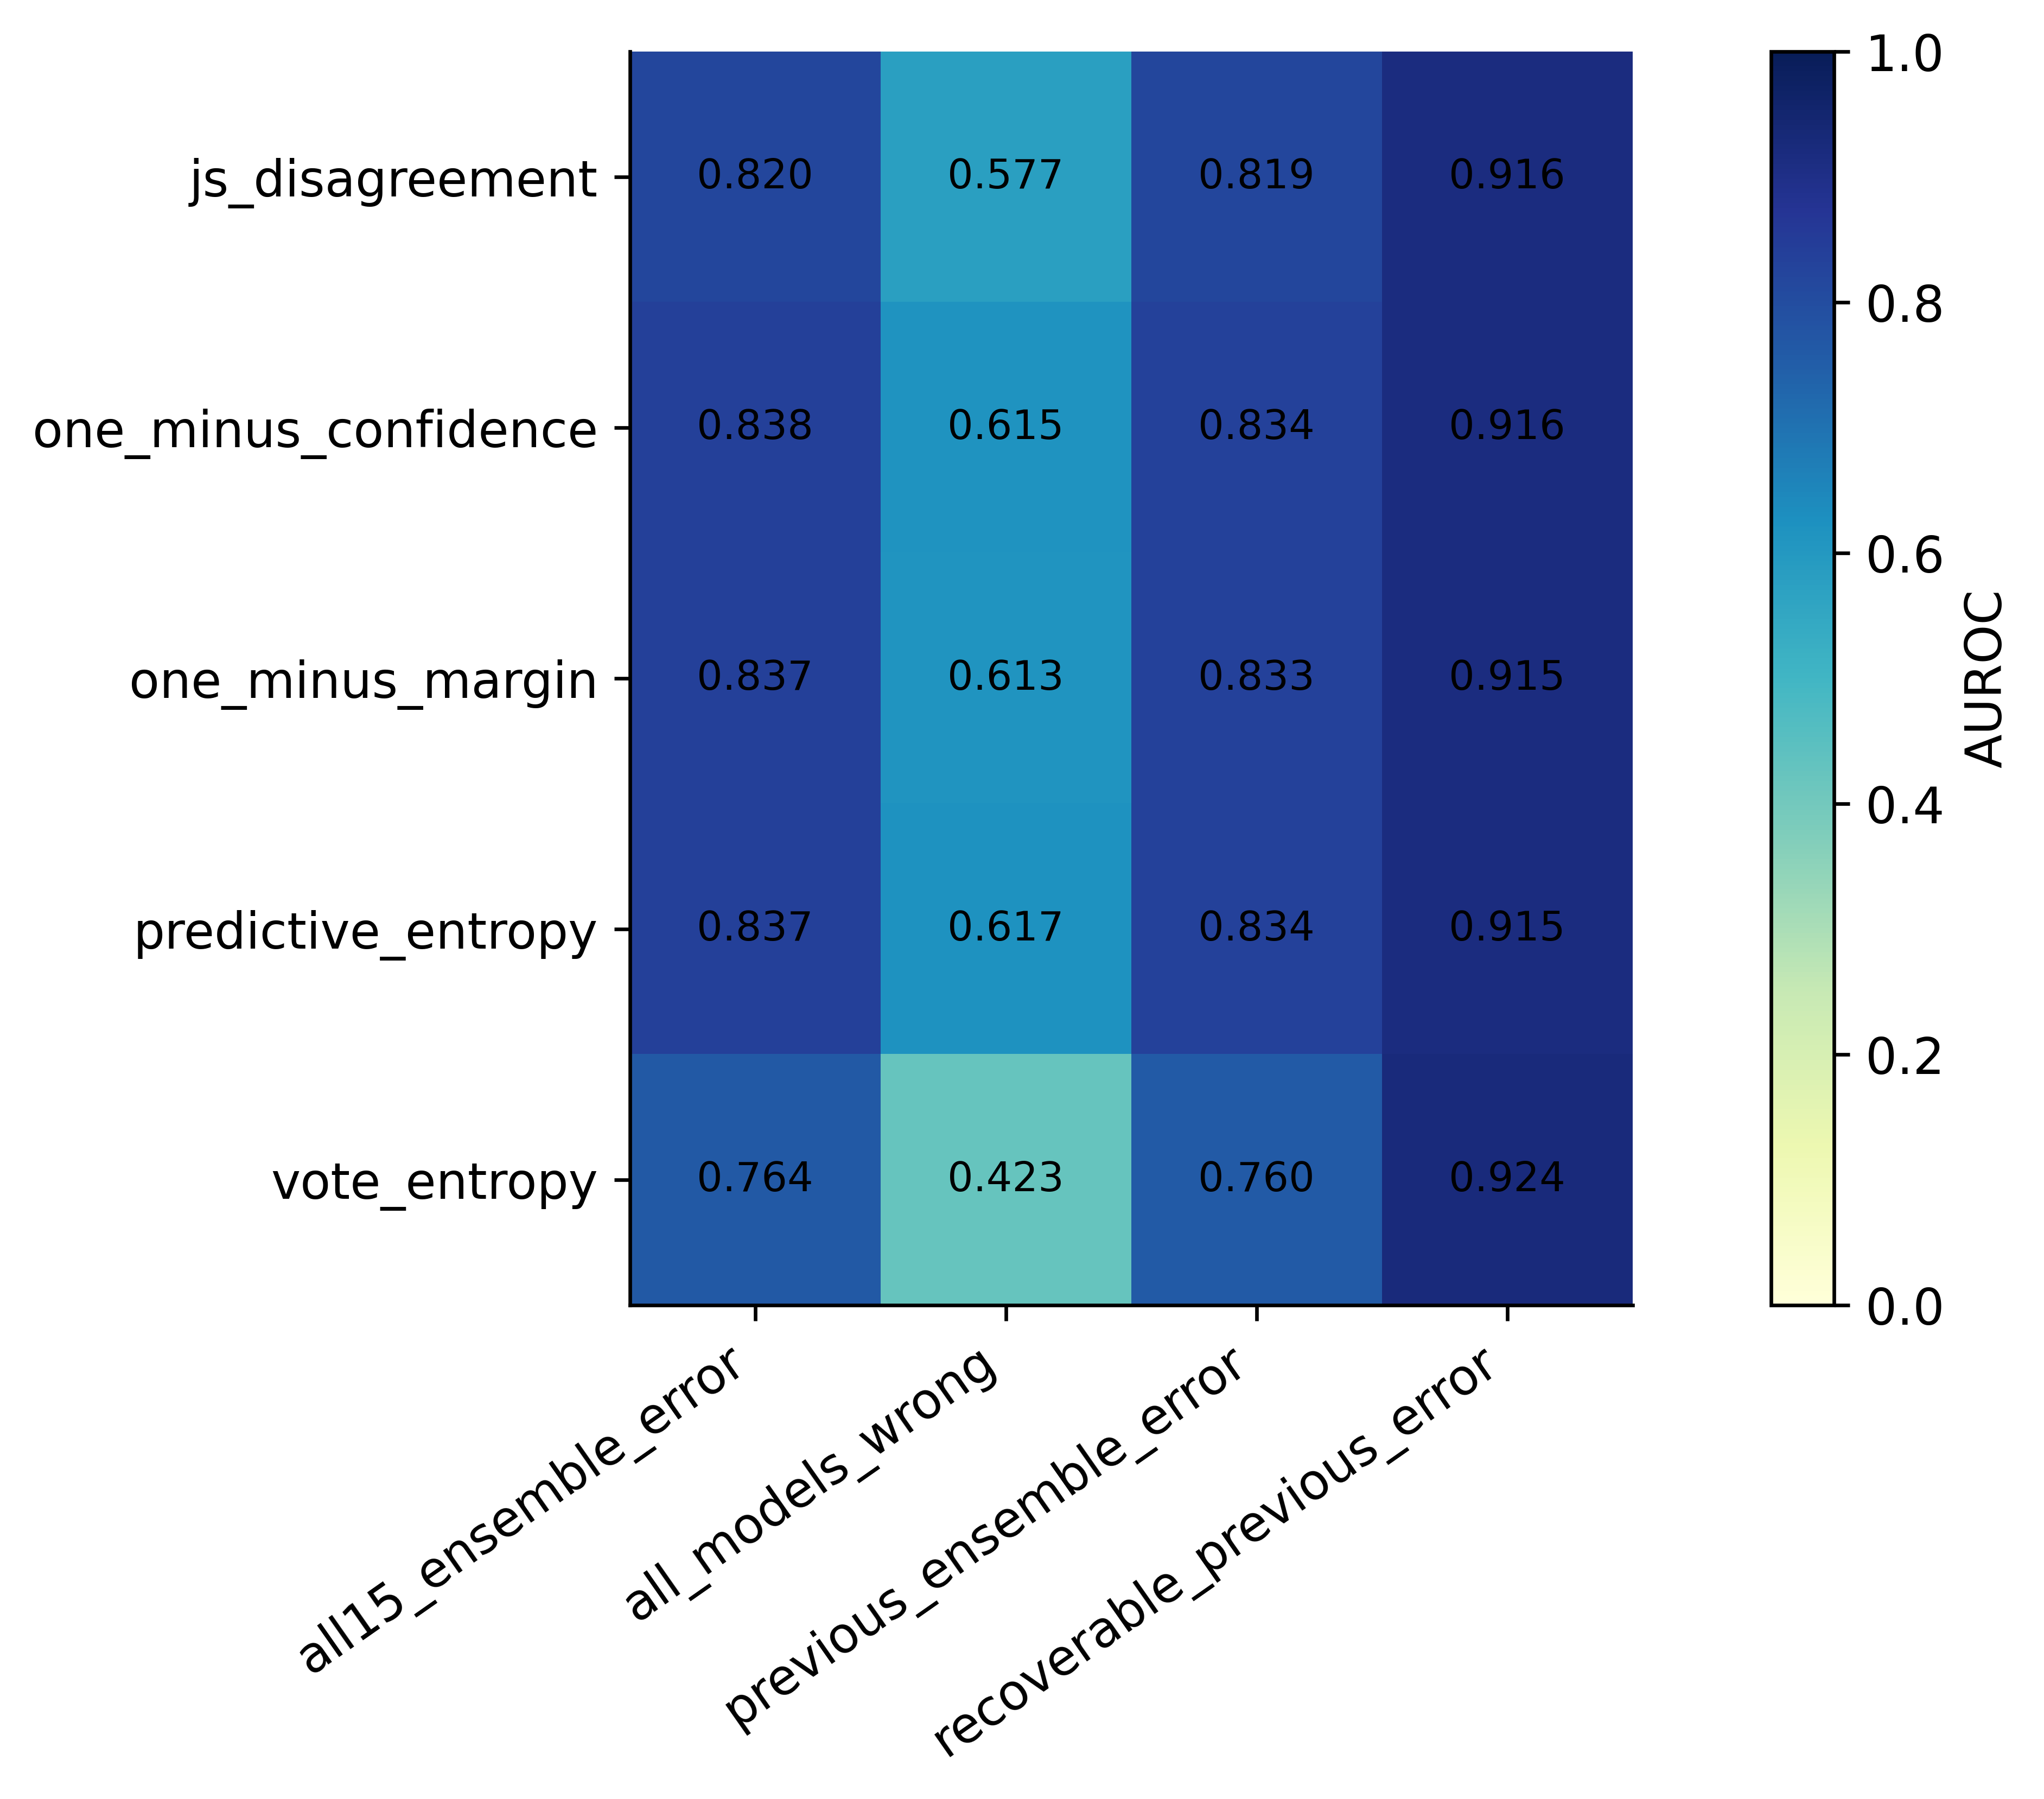 js_disagreement 0.820 0.577 0.819 0.916
one_minus_confidence 0.838 0.615 0.834 0.916
one_minus_margin 0.837 0.613 0.833 0.915
predictive_entropy 0.837 0.617 0.834 0.915
vote_entropy 0.764 0.423 0.760 0.924
all15_ensemble_error
all_models_wrong
previous_ensemble_error
recoverable_previous_error
1.0
0.8
0.6
0.4
0.2
0.0
AUROC